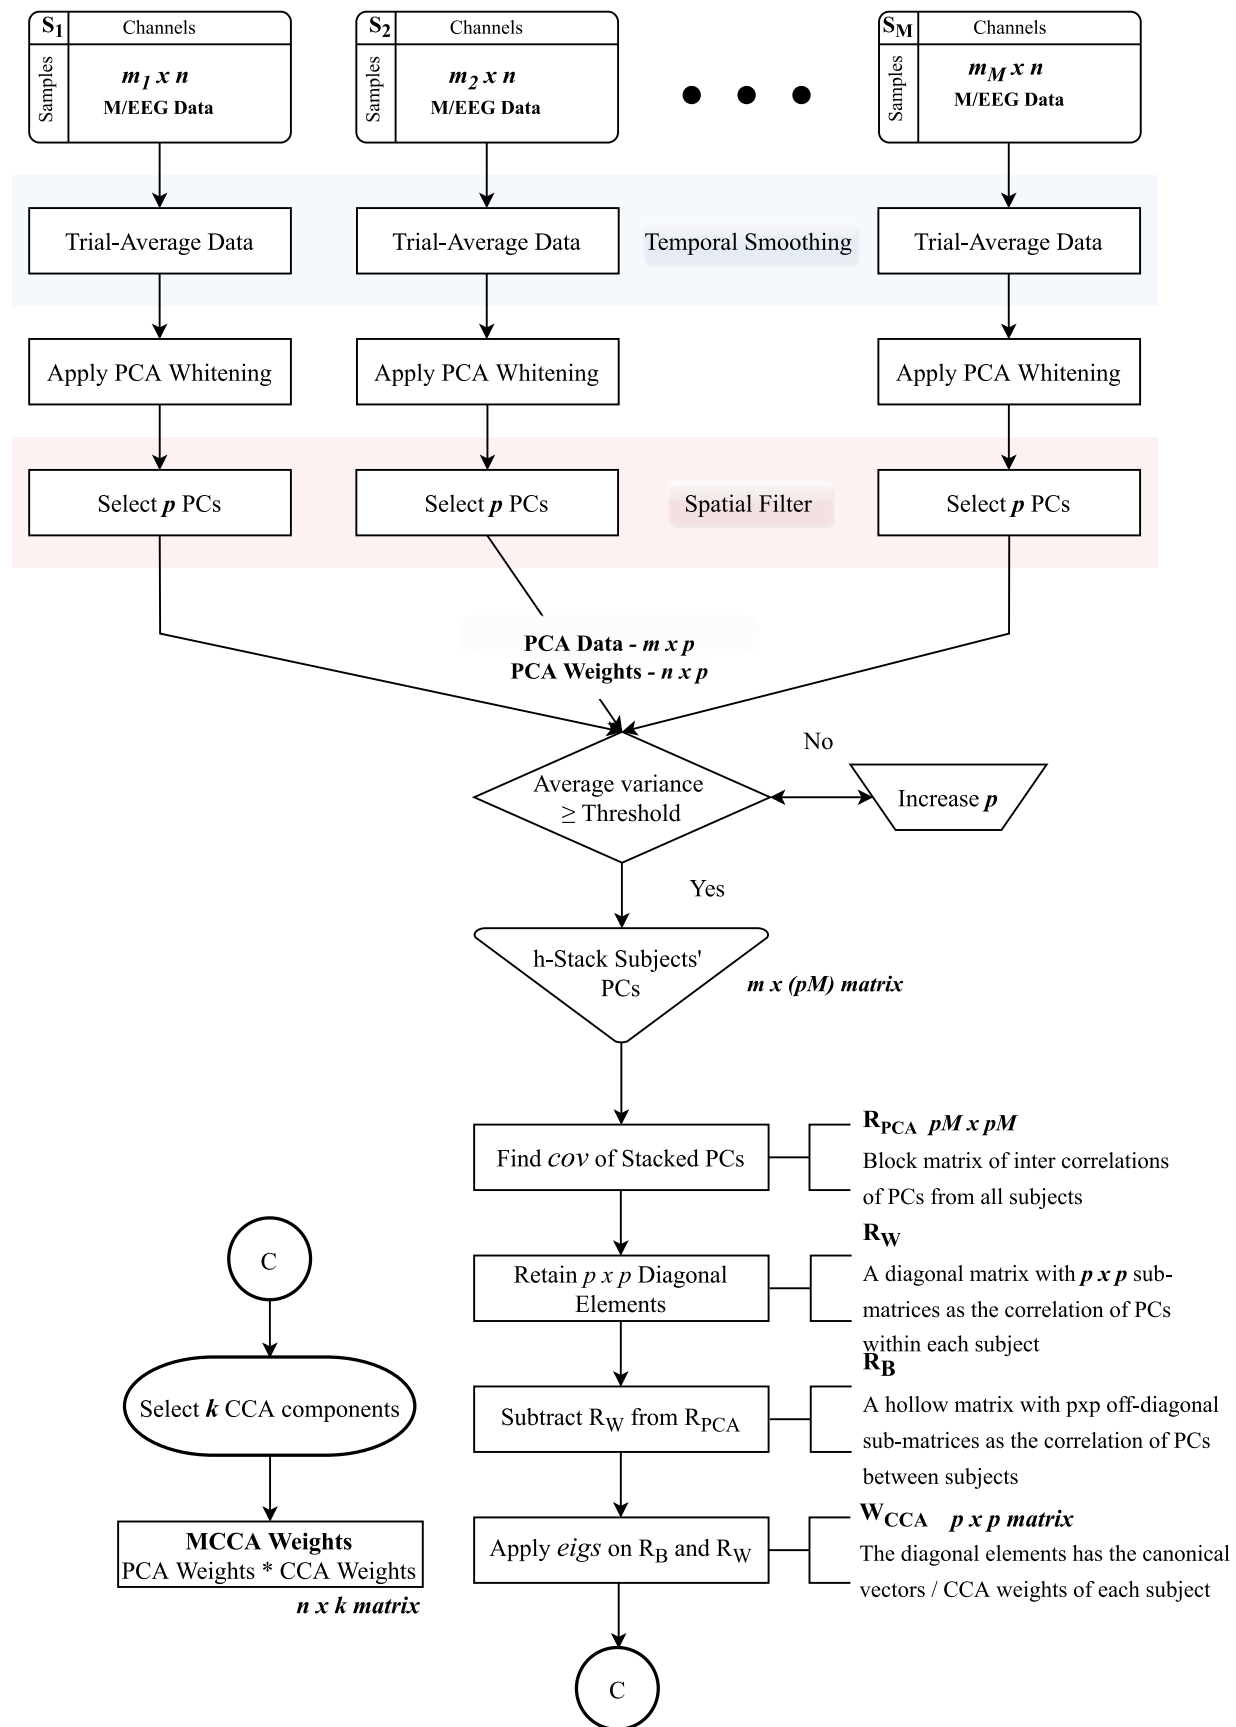 S1 Channels
Samples
m1 x n
M/EEG Data
S2 Channels
Samples
m2 x n
M/EEG Data
SM Channels
Samples
mM x n
M/EEG Data
Trial-Average Data
Trial-Average Data
Temporal Smoothing
Trial-Average Data
Apply PCA Whitening
Apply PCA Whitening
Apply PCA Whitening
Select p PCs
Select p PCs
Spatial Filter
Select p PCs
PCA Data - m x p
PCA Weights - n x p
Average variance
≥ Threshold
No
Increase p
Yes
h-Stack Subjects'
PCs
m x (pM) matrix
Find cov of Stacked PCs
RPCA pM x pM
Block matrix of inter correlations
of PCs from all subjects
Retain p x p Diagonal
Elements
RW
A diagonal matrix with p x p sub-
matrices as the correlation of PCs
within each subject
Subtract RW from RPCA
RB
A hollow matrix with pxp off-diagonal
sub-matrices as the correlation of PCs
between subjects
Apply eigs on RB and RW
WCCA p x p matrix
The diagonal elements has the canonical
vectors / CCA weights of each subject
C
C
Select k CCA components
MCCA Weights
PCA Weights * CCA Weights
n x k matrix